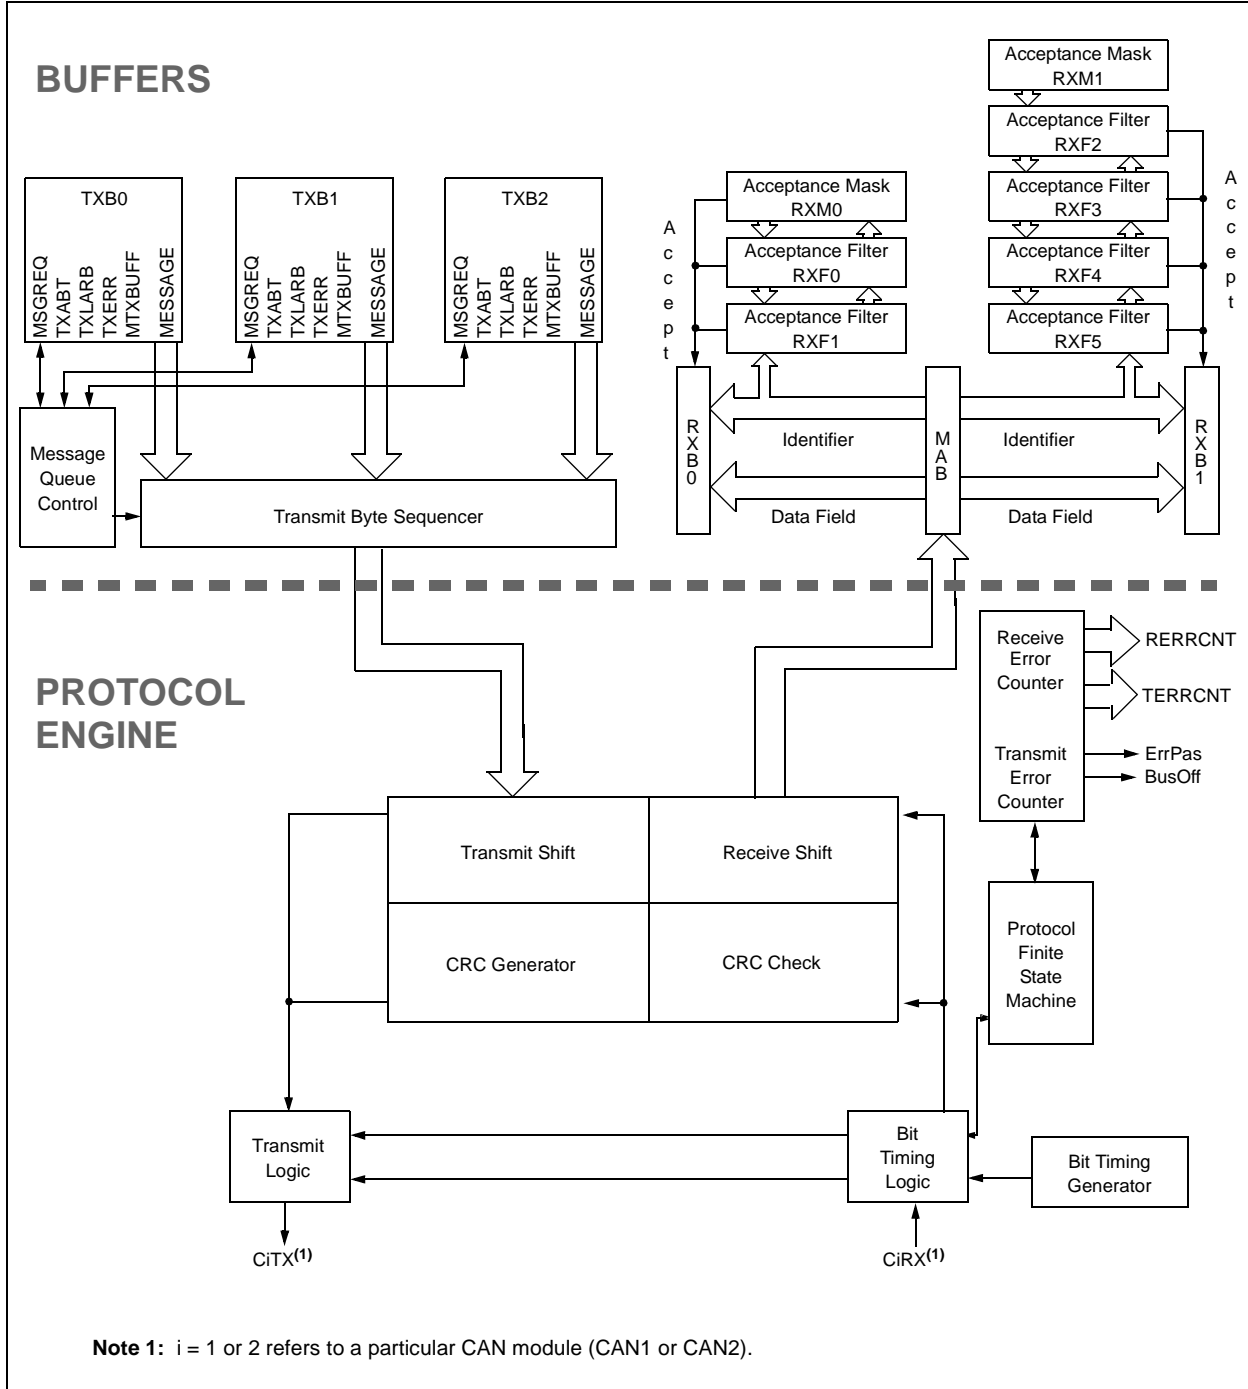 BUFFERS
TXB0
MSGREQ
TXABT
TXLARB
TXERR
MTXBUFF
MESSAGE
TXB1
MSGREQ
TXABT
TXLARB
TXERR
MTXBUFF
MESSAGE
TXB2
MSGREQ
TXABT
TXLARB
TXERR
MTXBUFF
MESSAGE
Message
Queue
Control
Transmit Byte Sequencer
Accept
Acceptance Mask
RXM0
Acceptance Filter
RXF0
Acceptance Filter
RXF1
Acceptance Mask
RXM1
Acceptance Filter
RXF2
Acceptance Filter
RXF3
Acceptance Filter
RXF4
Acceptance Filter
RXF5
Accept
RXB0
Identifier
Data Field
MAB
Identifier
Data Field
RXB1
PROTOCOL
ENGINE
Receive
Error
Counter
Transmit
Error
Counter
RERRCNT
TERRCNT
ErrPas
BusOff
Transmit Shift
Receive Shift
CRC Generator
CRC Check
Protocol
Finite
State
Machine
Transmit
Logic
Bit
Timing
Logic
Bit Timing
Generator
CiTX(1)
CiRX(1)
Note 1: i = 1 or 2 refers to a particular CAN module (CAN1 or CAN2).